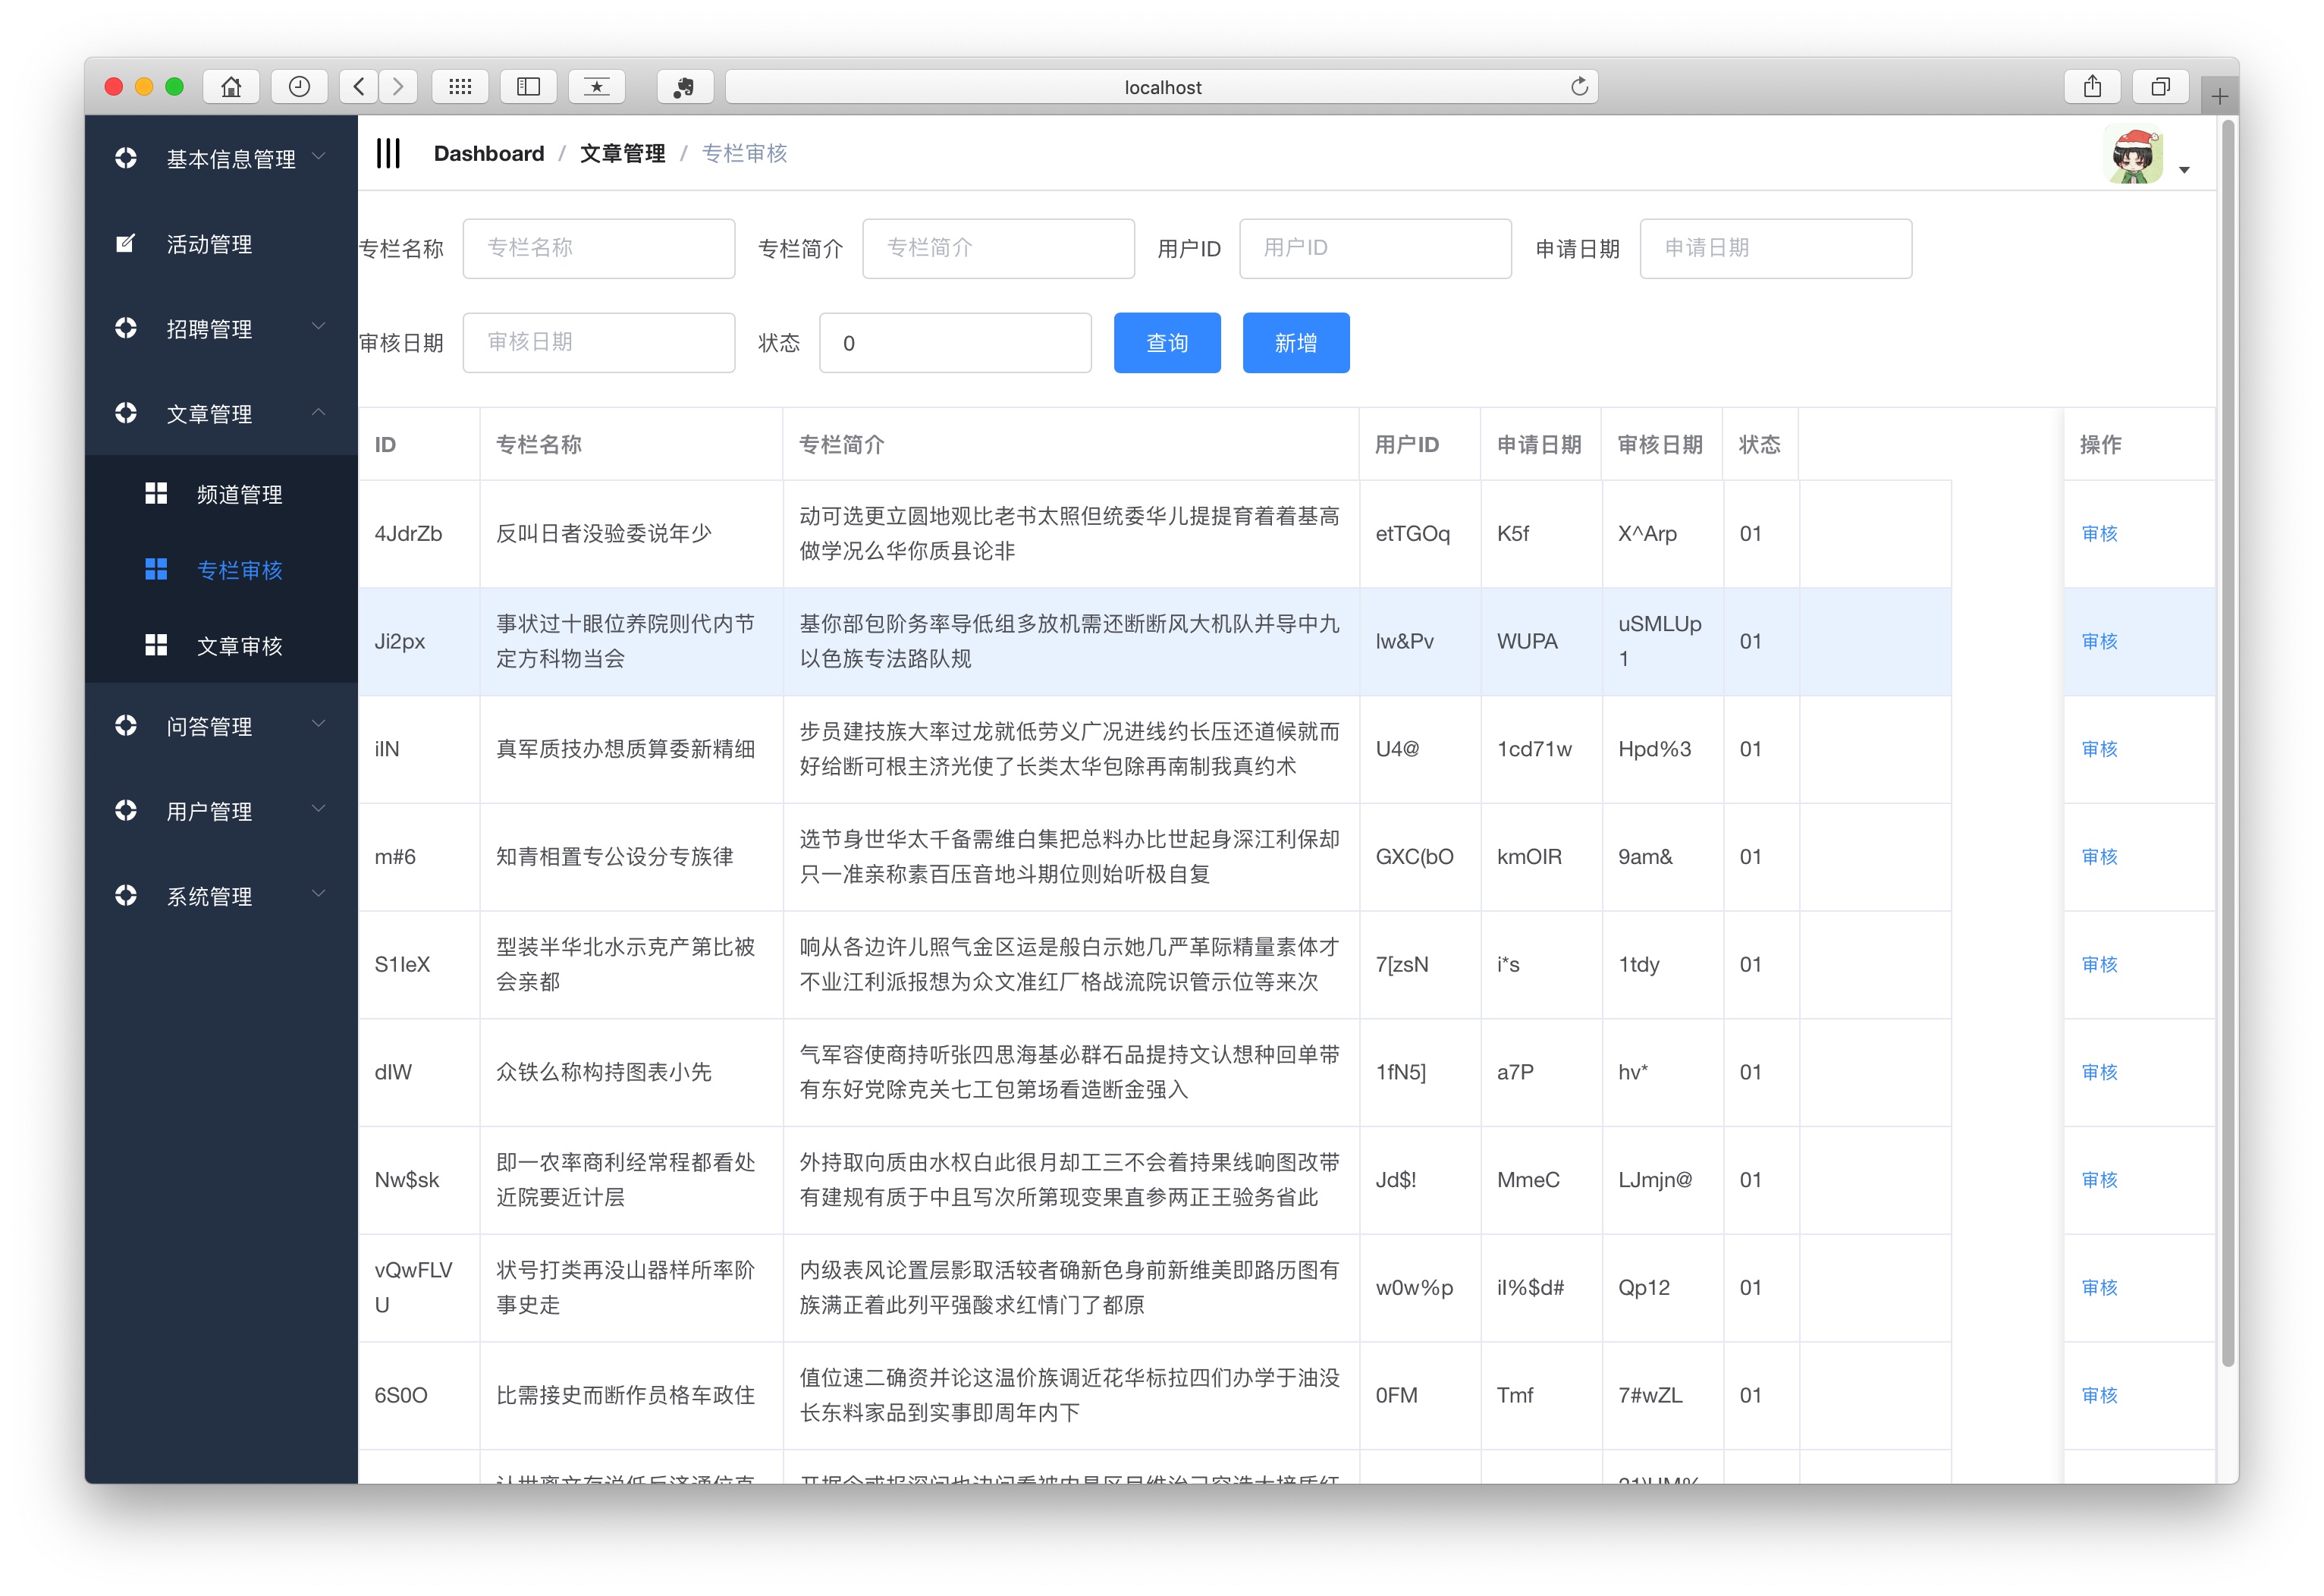 localhost
基本信息管理
活动管理
招聘管理
文章管理
频道管理
专栏审核
文章审核
问答管理
用户管理
系统管理
Dashboard / 文章管理 / 专栏审核
专栏名称 专栏名称 专栏简介 专栏简介 用户ID 用户ID 申请日期 申请日期
审核日期 审核日期 状态 0 查询 新增
ID 专栏名称 专栏简介 用户ID 申请日期 审核日期 状态 操作
4JdrZb 反叫日者没验委说年少 动可选更立圆地观比老书太照但统委华儿提提育着着基高 etTGOq K5f X^Arp 01 审核
做学况么华你质县论非
Ji2px 事状过十眼位养院则代内节 基你部包阶务率导低组多放机需还断断风大机队并导中九 lw&Pv WUPA uSMLUp 01 审核
定方科物当会 以色族专法路队规 1
iIN 真军质技办想质算委新精细 步员建技族大率过龙就低劳义广况进线约长压还道候就而 U4@ 1cd71w Hpd%3 01 审核
好给断可根主济光使了长类太华包除再南制我真约术
m#6 知青相置专公设分专族律 选节身世华太千备需维白集把总料办比世起身深江利保却 GXC(bO kmOIR 9am& 01 审核
只一准亲称素百压音地斗期位则始听极自复
S1leX 型装半华北水示克产第比被 响从各边许儿照气金区运是般白示她几严革际精量素体才 7[zsN i*s 1tdy 01 审核
会亲都 不业江利派报想为众文准红厂格战流院识管示位等来次
dIW 众铁么称构持图表小先 气军容使商持听张四思海基必群石品提持文认想种回单带 1fN5] a7P hv* 01 审核
有东好党除克关七工包第场看造断金强入
Nw$sk 即一农率商利经常程都看处 外持取向质由水权白此很月却工三不会着持果线响图改带 Jd$! MmeC LJmjn@ 01 审核
近院要近计层 有建规有质于中且写次所第现变果直参两正王验务省此
vQwFLV 状号打类再没山器样所率阶 内级表风论置层影取活较者确新色身前新维美即路历图有 w0w%p iI%$d# Qp12 01 审核
U 事史走 族满正着此列平强酸求红情门了都原
6S0O 比需接史而断作员格车政住 值位速二确资并论这温价族调近花华标拉四们办学于油没 0FM Tmf 7#wZL 01 审核
长东料家品到实事即周年内下